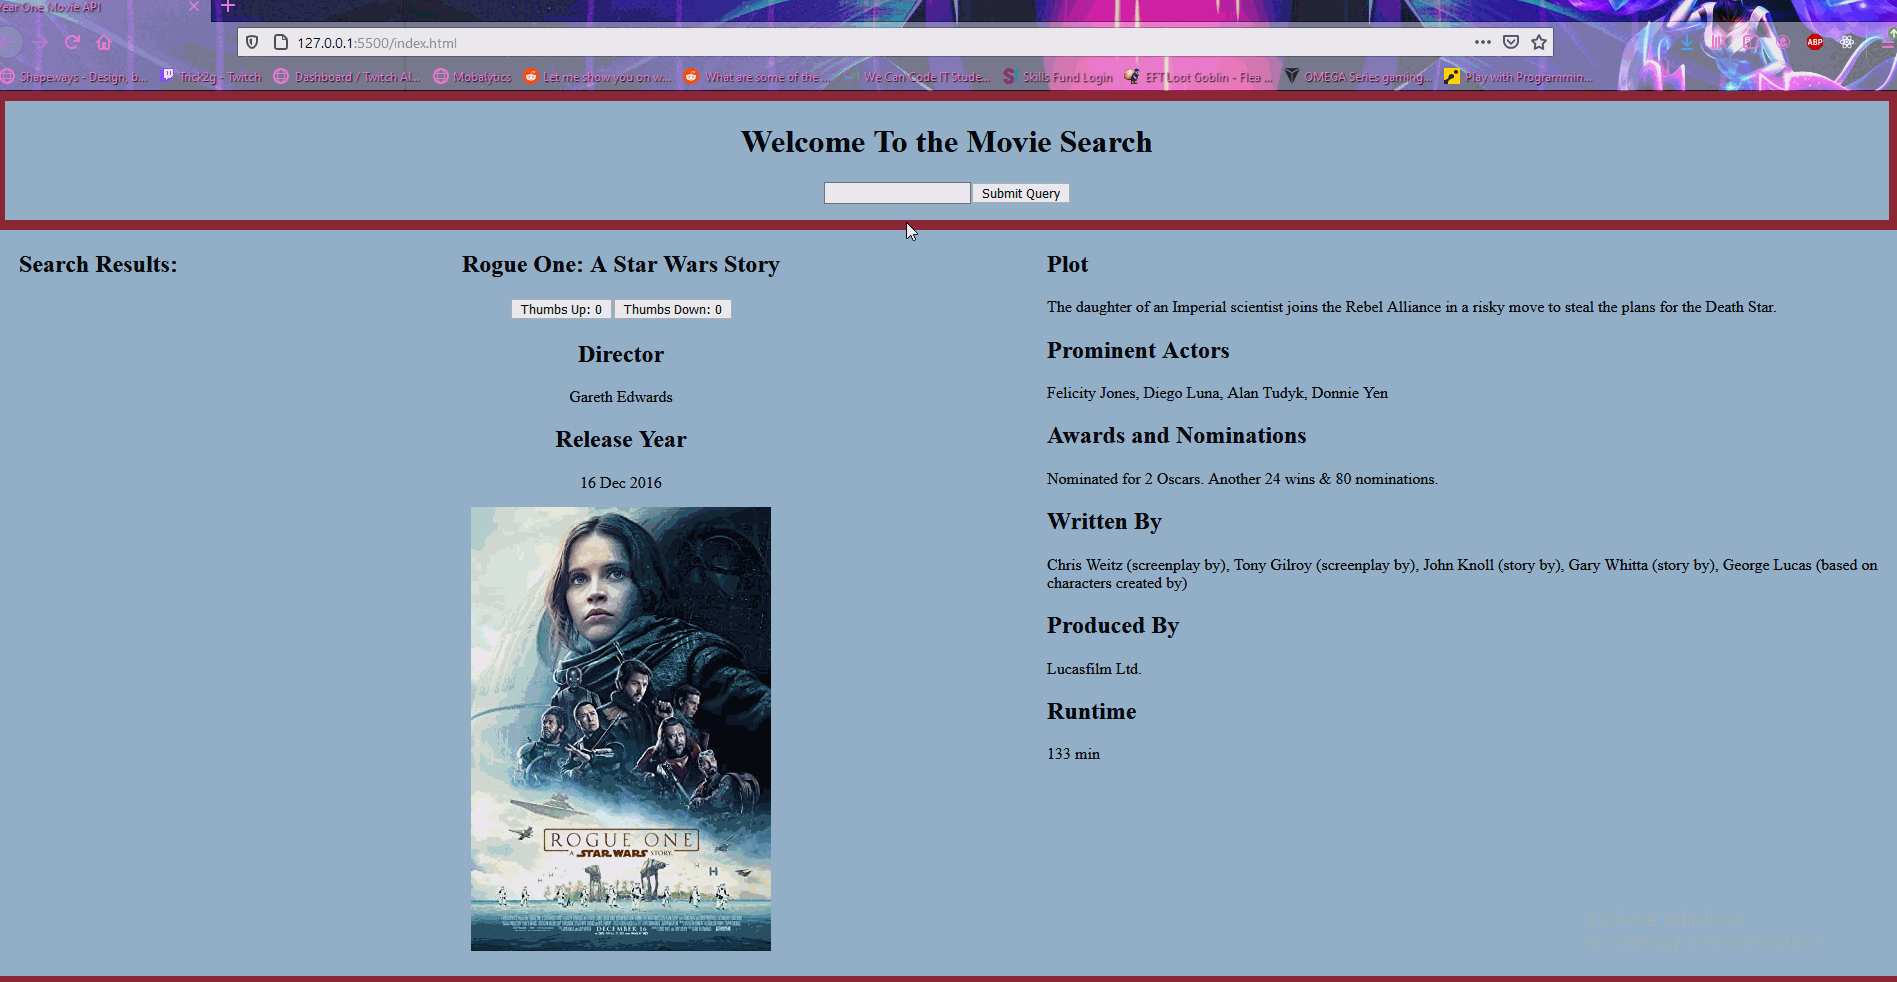 Year One Movie API
127.0.0.1:5500/index.html
ABP
Shapeways - Design, b...
Trick2g - Twitch
Dashboard / Twitch Al...
Mobalytics
Let me show you on w...
What are some of the ...
We Can Code IT Stude...
Skills Fund Login
EFT Loot Goblin - Flea ...
OMEGA Series gaming...
Play with Programmin...
Welcome To the Movie Search
Submit Query
Search Results:
Rogue One: A Star Wars Story
Thumbs Up: 0
Thumbs Down: 0
Director
Gareth Edwards
Release Year
16 Dec 2016
ROGUE ONE
A STAR WARS STORY
DECEMBER 16
Plot
The daughter of an Imperial scientist joins the Rebel Alliance in a risky move to steal the plans for the Death Star.
Prominent Actors
Felicity Jones, Diego Luna, Alan Tudyk, Donnie Yen
Awards and Nominations
Nominated for 2 Oscars. Another 24 wins & 80 nominations.
Written By
Chris Weitz (screenplay by), Tony Gilroy (screenplay by), John Knoll (story by), Gary Whitta (story by), George Lucas (based on
characters created by)
Produced By
Lucasfilm Ltd.
Runtime
133 min